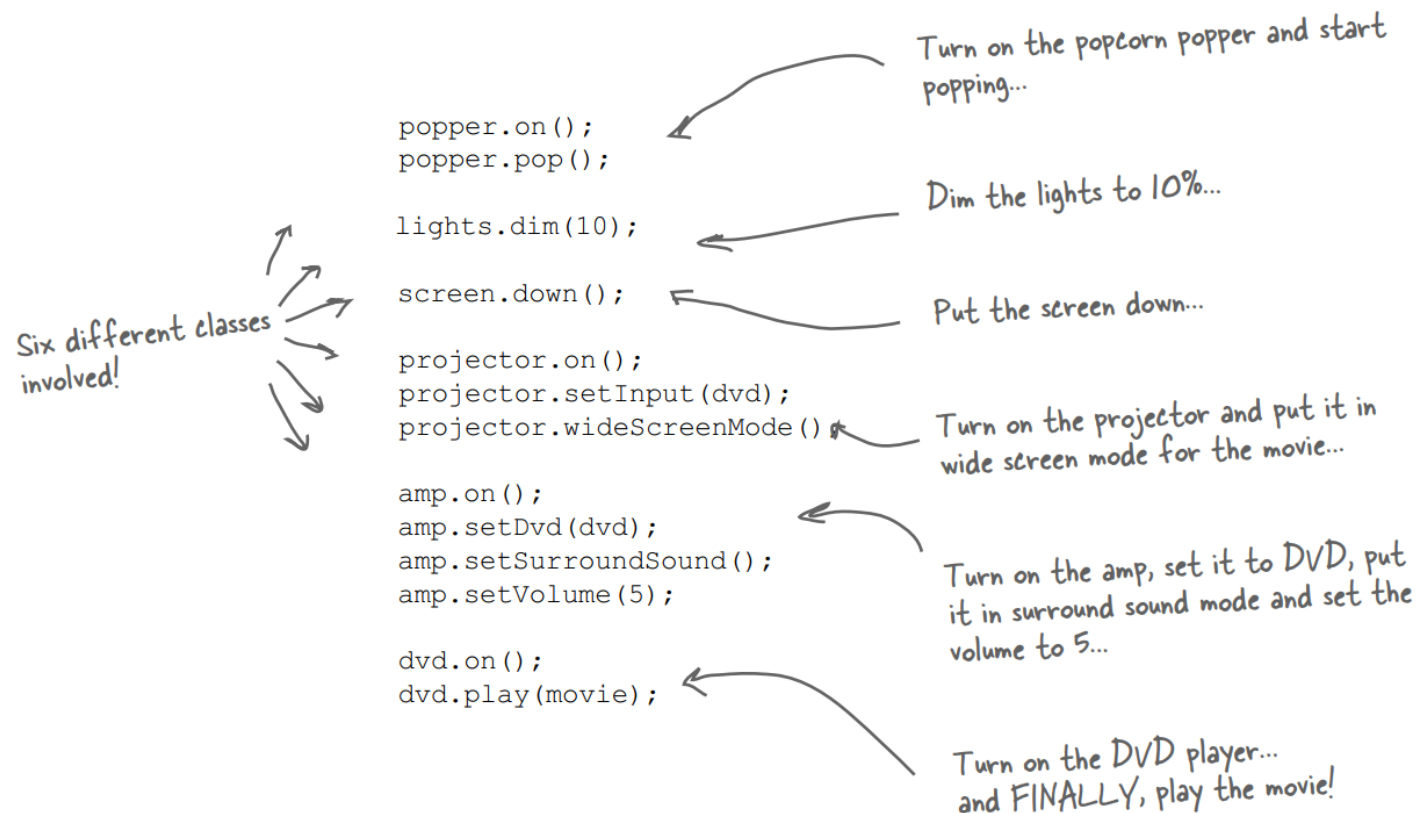 Turn on the popcorn popper and start
popping...
popper.on();
popper.pop();
Dim the lights to 10%...
lights.dim(10);
screen.down();
Put the screen down...
Six different classes
involved!
projector.on();
projector.setInput(dvd);
projector.wideScreenMode()
Turn on the projector and put it in
wide screen mode for the movie...
amp.on();
amp.setDvd(dvd);
amp.setSurroundSound();
amp.setVolume(5);
Turn on the amp, set it to DVD, put
it in surround sound mode and set the
volume to 5...
dvd.on();
dvd.play(movie);
Turn on the DVD player...
and FINALLY, play the movie!